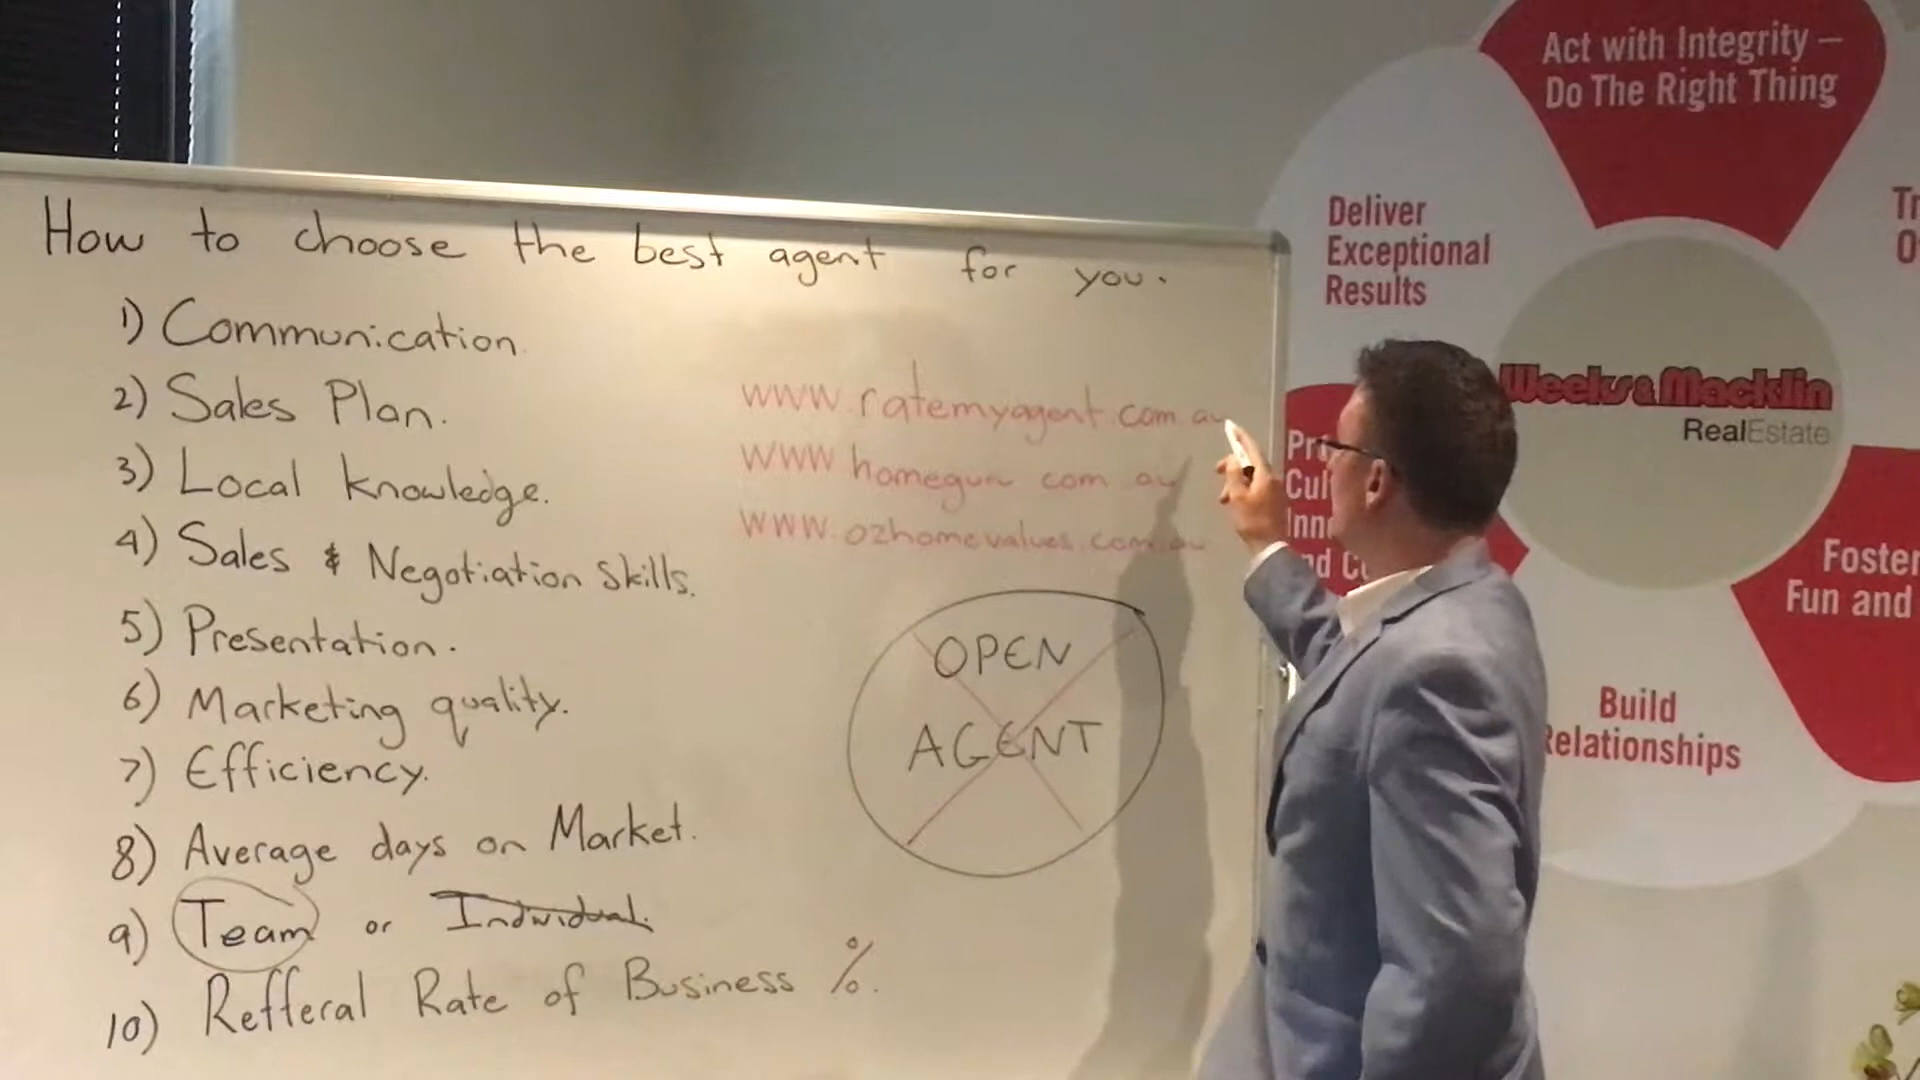 How to choose the best agent for you.
1) Communication.
2) Sales Plan.
3) Local knowledge.
4) Sales & Negotiation Skills.
5) Presentation.
6) Marketing quality.
7) Efficiency.
8) Average days on Market.
9) Team or Individual.
10) Refferal Rate of Business %.
www.ratemyagent.com.au
www homeguru com au
www.ozhomevalues.com.au
OPEN
AGENT
Act with Integrity –
Do The Right Thing
Deliver
Exceptional
Results
Weeks & Macklin
RealEstate
Foster
Fun and
Build
Relationships